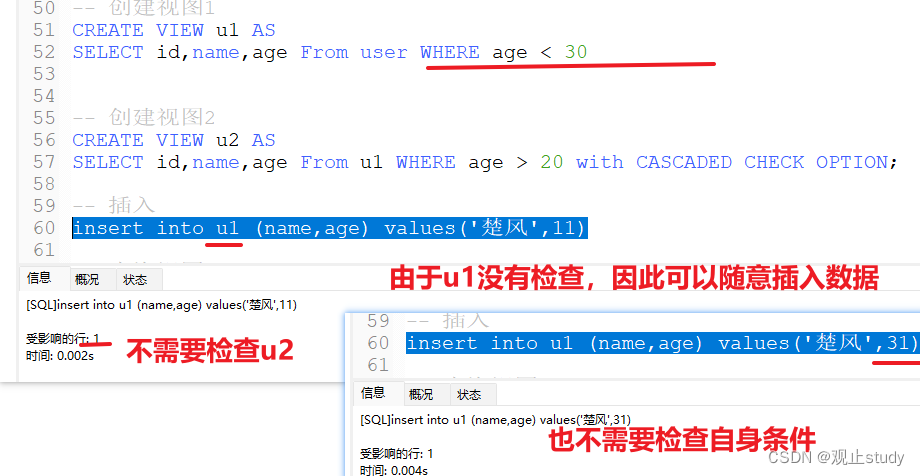 50 -- 创建视图1
51 CREATE VIEW u1 AS
52 SELECT id,name,age From user WHERE age < 30
53
54
55 -- 创建视图2
56 CREATE VIEW u2 AS
57 SELECT id,name,age From u1 WHERE age > 20 with CASCADED CHECK OPTION;
58
59 -- 插入
60 insert into u1 (name,age) values('楚风',11)
61
信息 概况 状态
由于u1没有检查，因此可以随意插入数据
[SQL]insert into u1 (name,age) values('楚风',11)
受影响的行: 1
时间: 0.002s
不需要检查u2
59 -- 插入
60 insert into u1 (name,age) values('楚风',31)
61
信息 概况 状态
[SQL]insert into u1 (name,age) values('楚风',31)
也不需要检查自身条件
受影响的行: 1
时间: 0.004s
CSDN @观止study